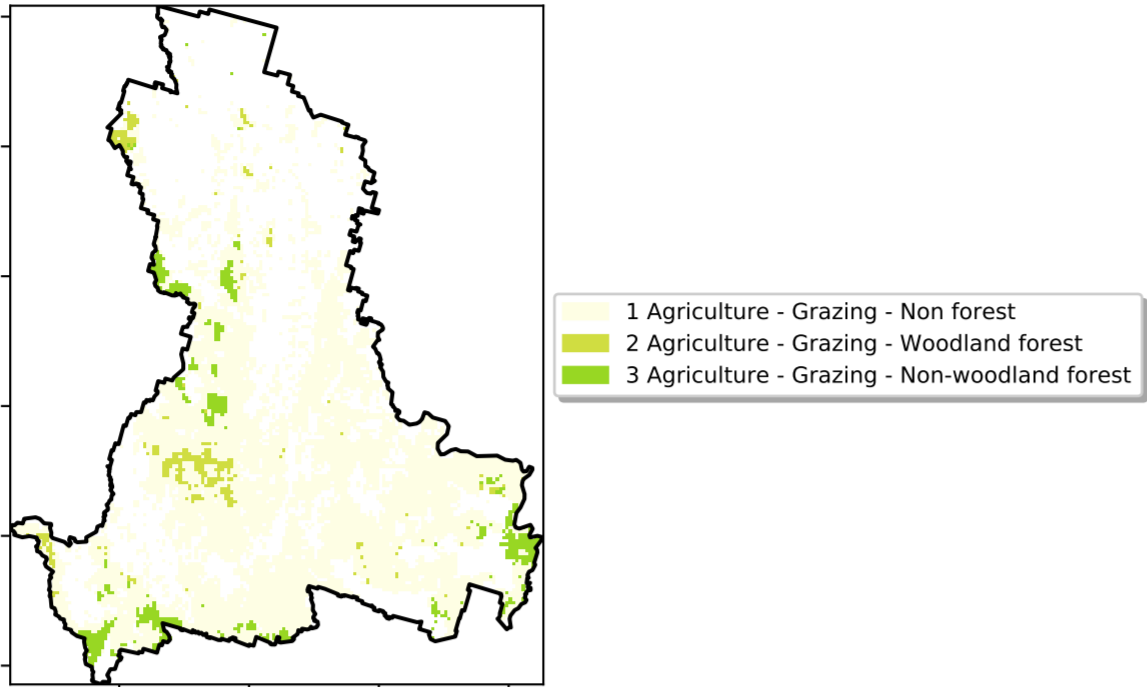 1 Agriculture - Grazing - Non forest
2 Agriculture - Grazing - Woodland forest
3 Agriculture - Grazing - Non-woodland forest